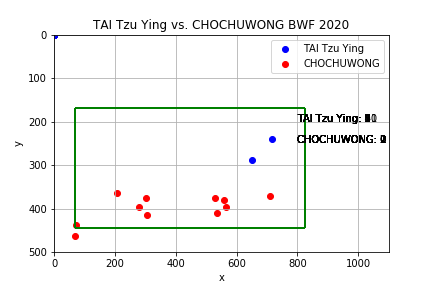 TAI Tzu Ying vs. CHOCHUWONG BWF 2020
TAI Tzu Ying
CHOCHUWONG
0
100
TAI Tzu Ying:
200
CHOCHUWONG:
300
400
500
y
0
200
400
600
800
1000
x